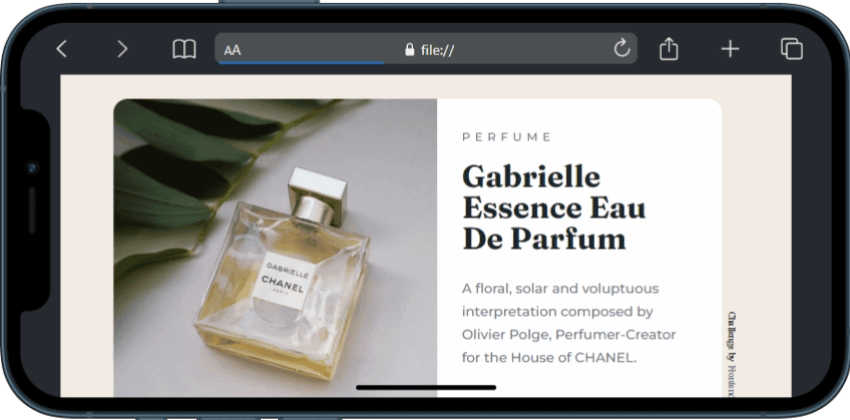 AA
file://
PERFUME
Gabrielle
Essence Eau
De Parfum
A floral, solar and voluptuous
interpretation composed by
Olivier Polge, Perfumer-Creator
for the House of CHANEL.
GABRIELLE
CHANEL
PARIS
Challenge by